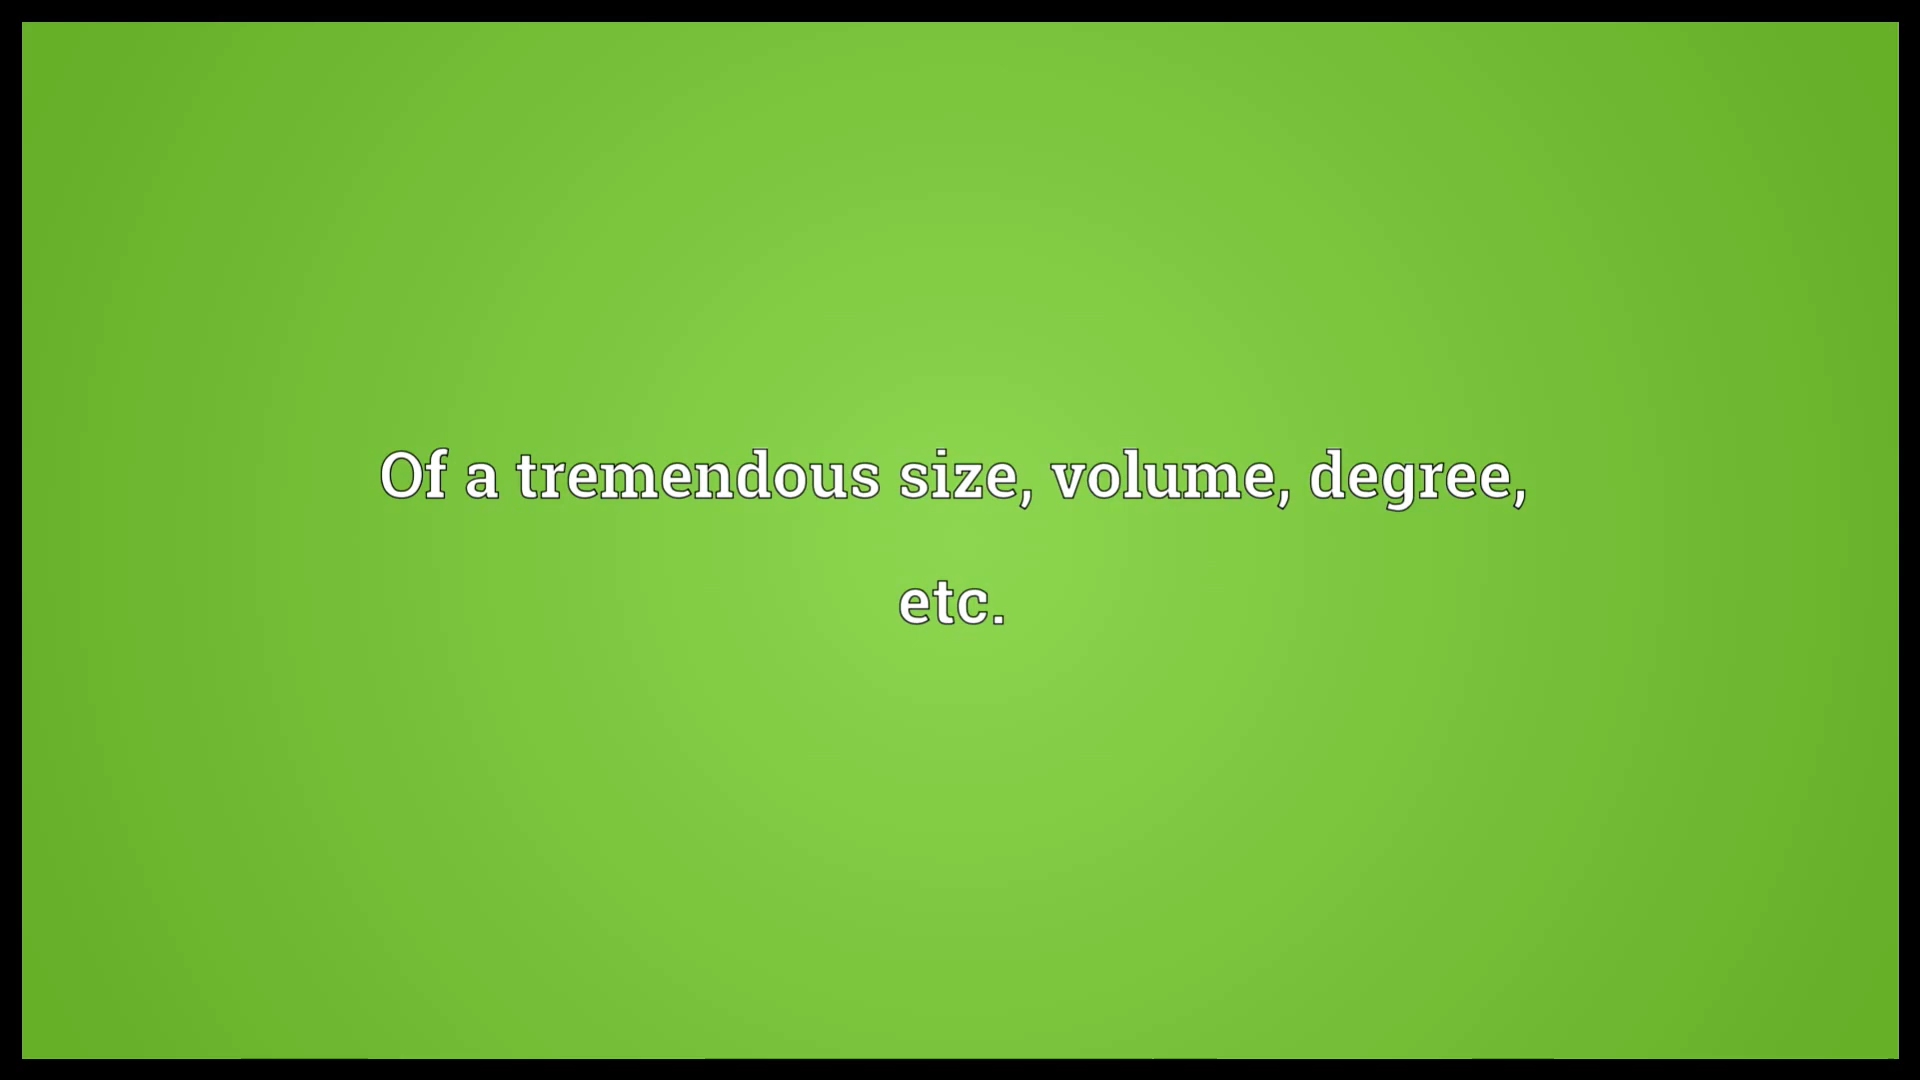 Of a tremendous size, volume, degree,
etc.